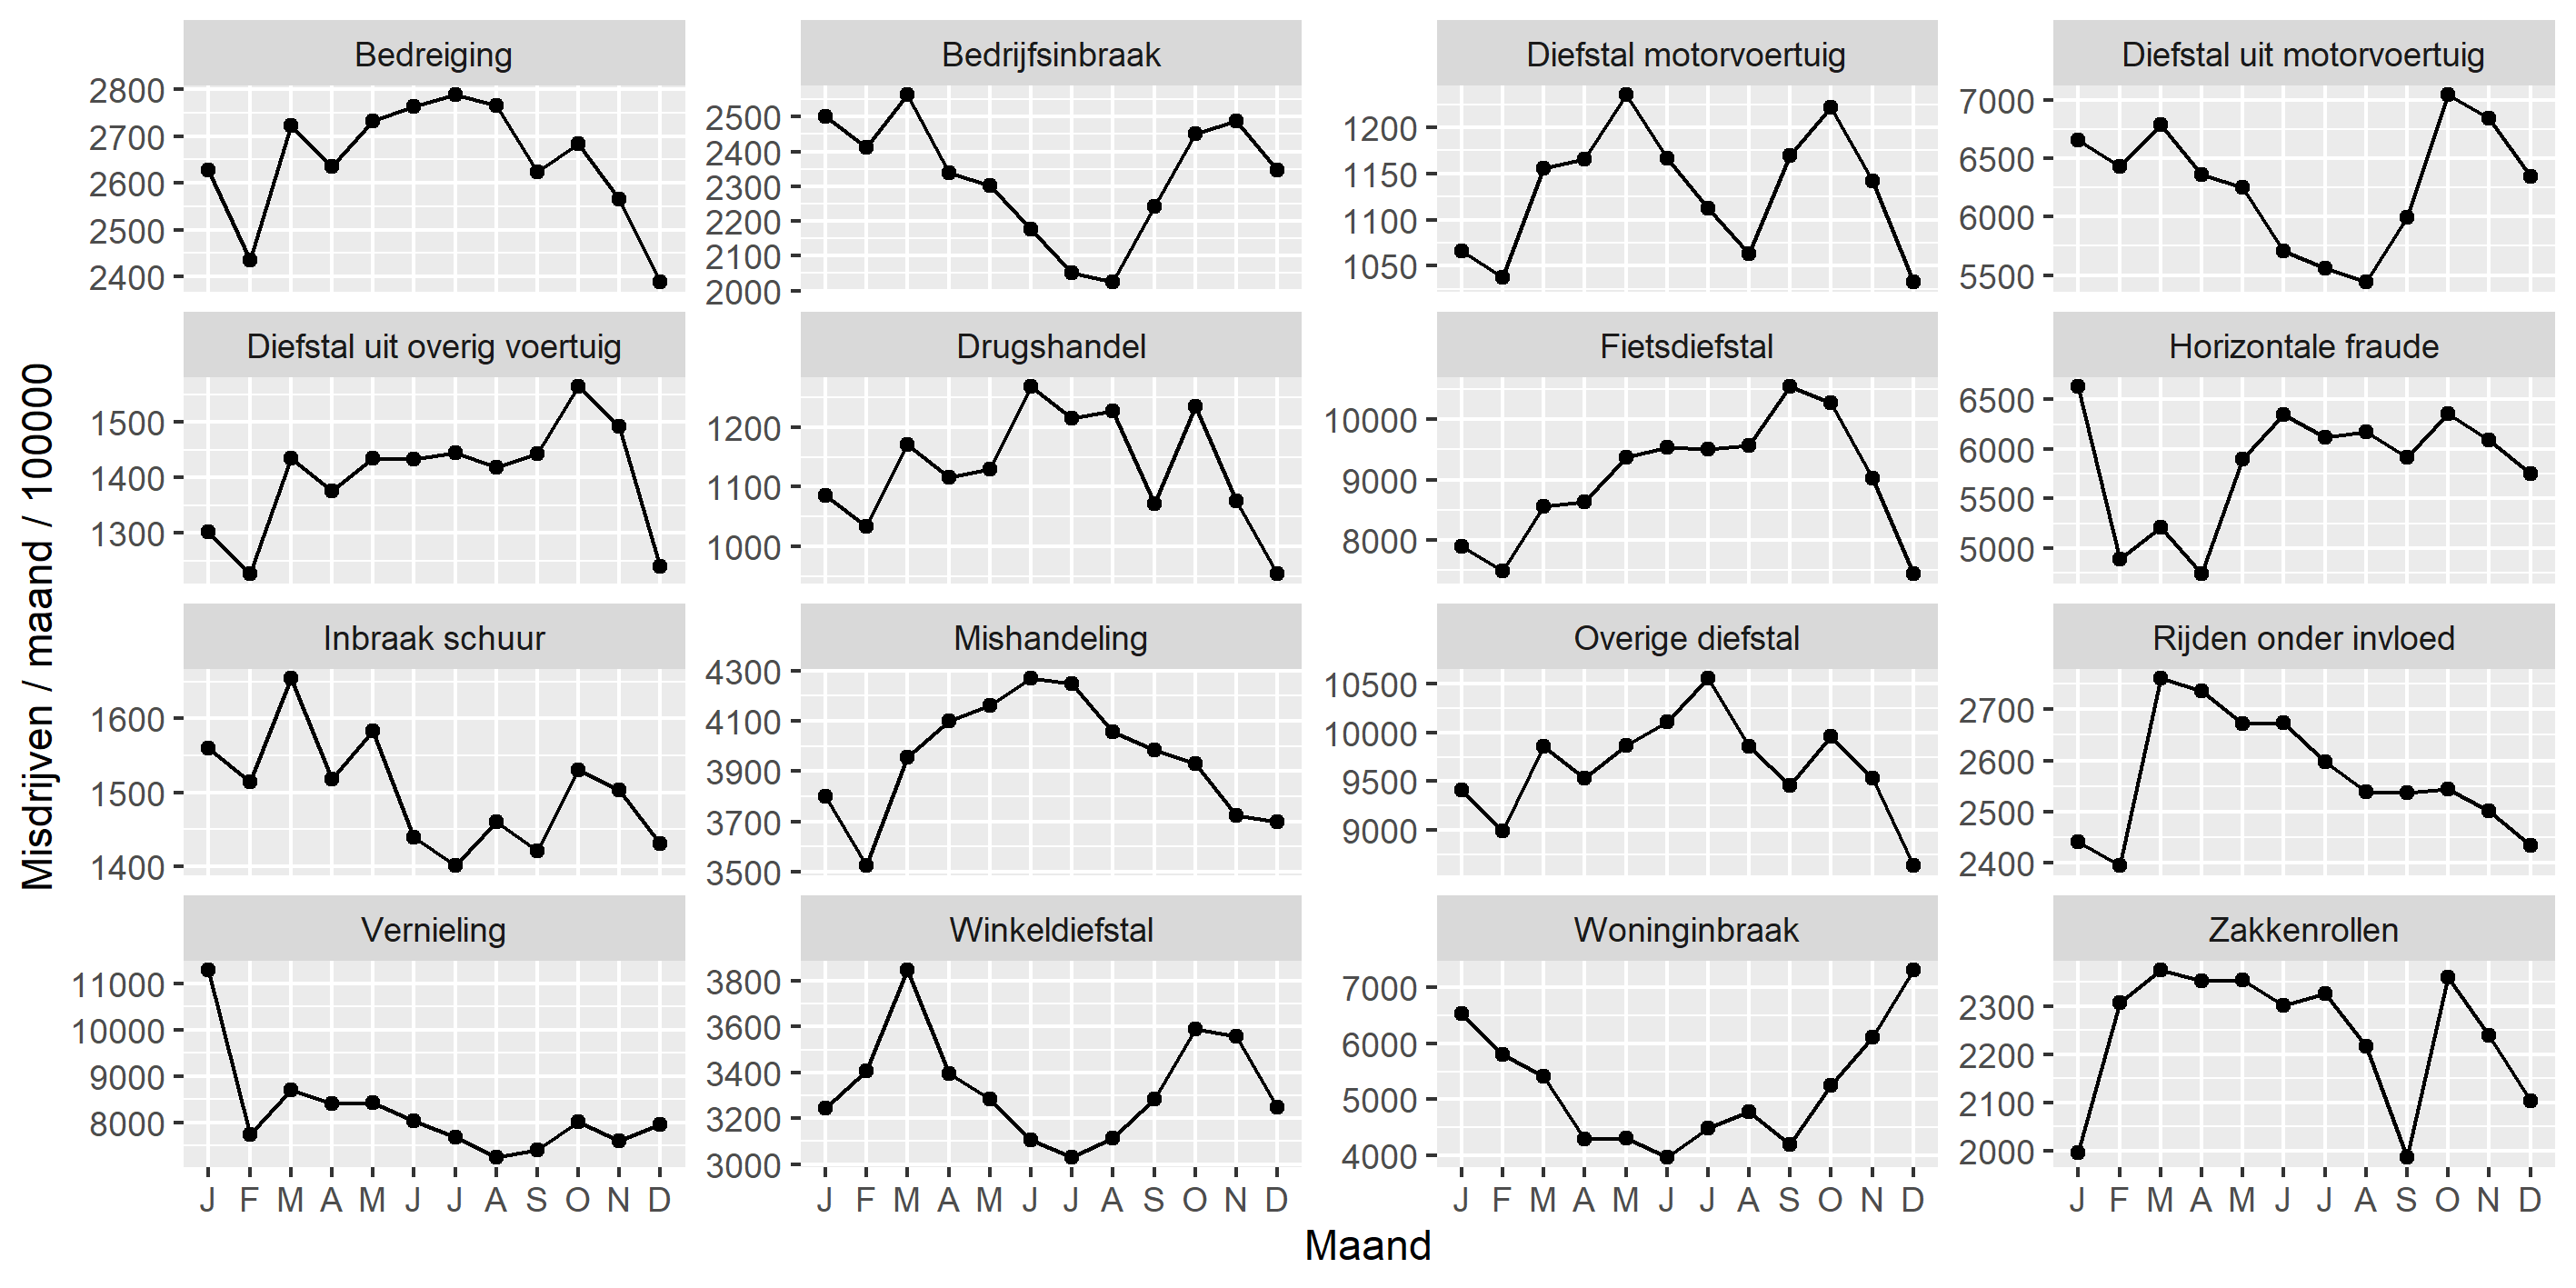 Misdrijven / maand / 100000
Bedreiging
2800
2700
2600
2500
2400
Bedrijfsinbraak
2500
2400
2300
2200
2100
2000
Diefstal motorvoertuig
1200
1150
1100
1050
Diefstal uit motorvoertuig
7000
6500
6000
5500
Diefstal uit overig voertuig
1500
1400
1300
Drugshandel
1200
1100
1000
Fietsdiefstal
10000
9000
8000
Horizontale fraude
6500
6000
5500
5000
Inbraak schuur
1600
1500
1400
Mishandeling
4300
4100
3900
3700
3500
Overige diefstal
10500
10000
9500
9000
Rijden onder invloed
2700
2600
2500
2400
Vernieling
11000
10000
9000
8000
J F M A M J J A S O N D
Winkeldiefstal
3800
3600
3400
3200
3000
J F M A M J J A S O N D
Woninginbraak
7000
6000
5000
4000
J F M A M J J A S O N D
Zakkenrollen
2300
2200
2100
2000
J F M A M J J A S O N D
Maand